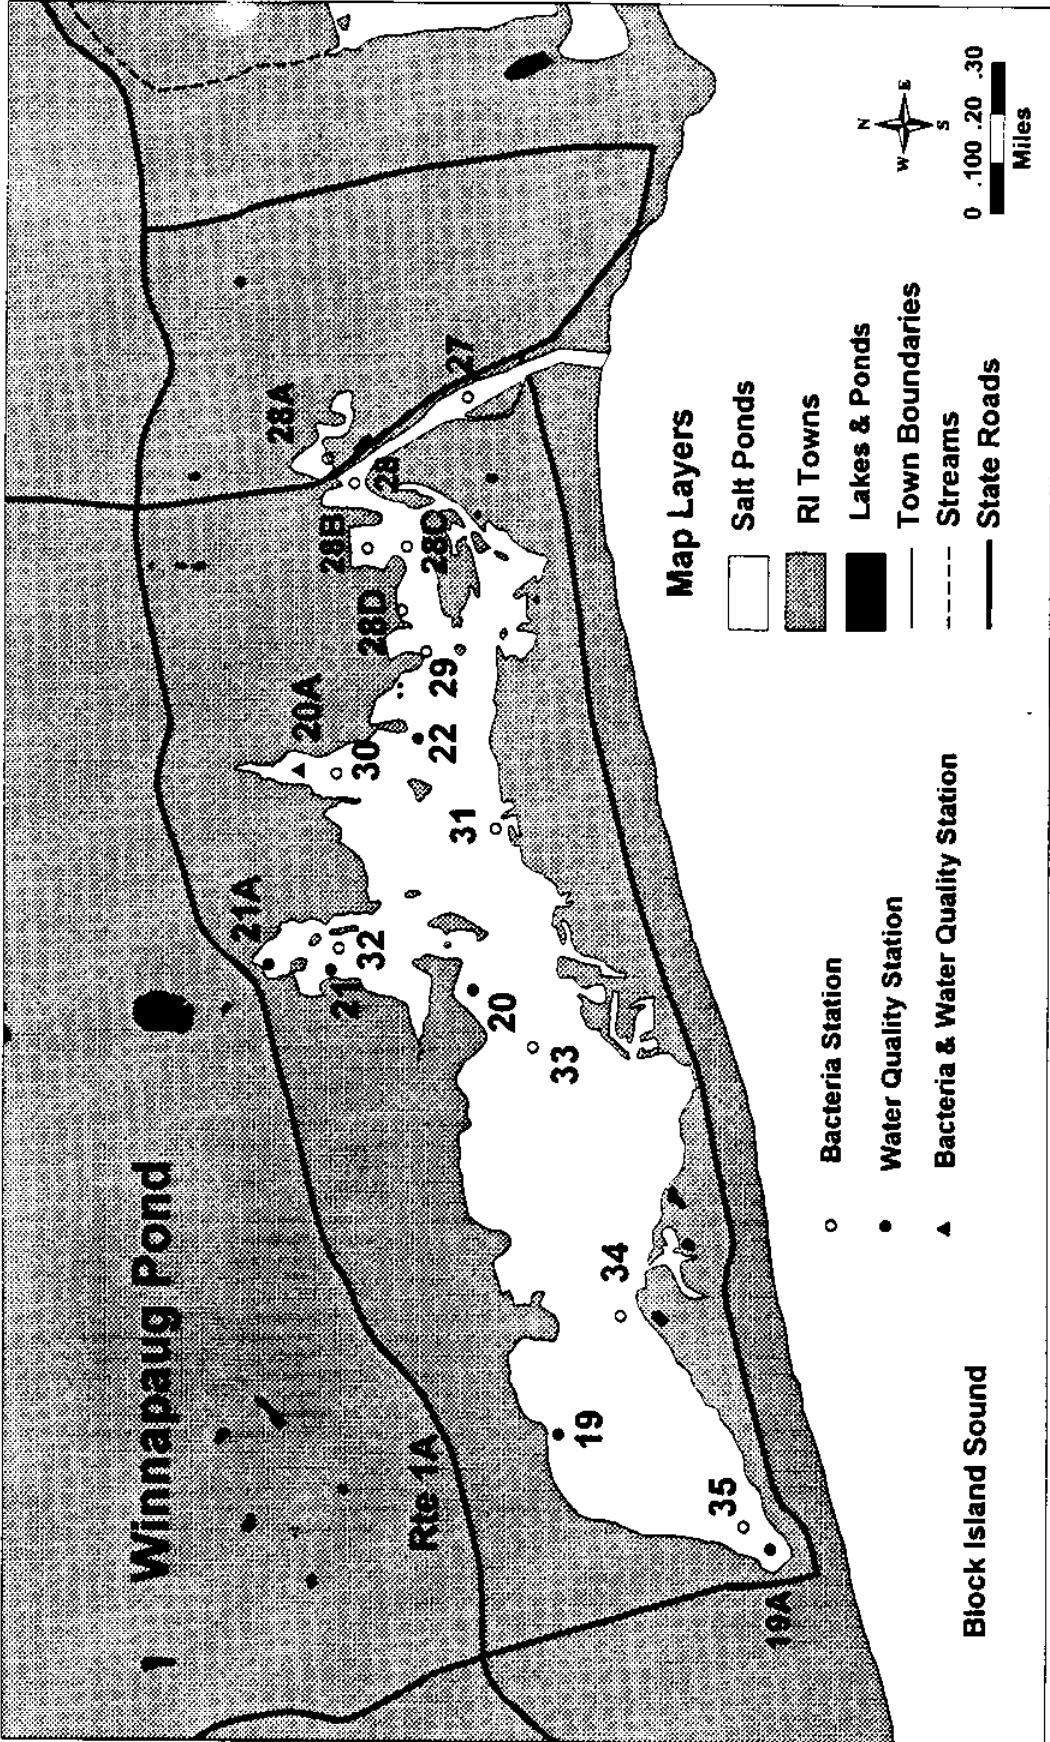 Winnapaug Pond
Rte 1A
21A
20A
28A
28B
28D
28
28C
27
21
32
30
29
22
31
20
33
19
34
35
19A
Map Layers
Salt Ponds
RI Towns
Lakes & Ponds
Town Boundaries
Streams
State Roads
Bacteria Station
Water Quality Station
Bacteria & Water Quality Station
Block Island Sound
N
W E
S
0 .100 .20 .30
Miles